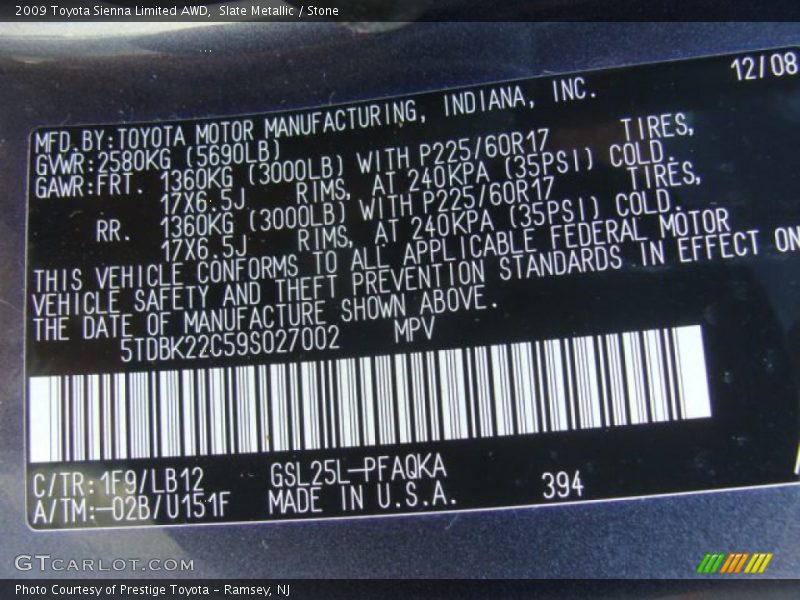 2009 Toyota Sienna Limited AWD, Slate Metallic / Stone
12/08
MFD.BY:TOYOTA MOTOR MANUFACTURING, INDIANA, INC.
GVWR:2580KG (5690LB)
GAWR:FRT. 1360KG (3000LB) WITH P225/60R17 TIRES,
17X6.5J RIMS, AT 240KPA (35PSI) COLD.
RR. 1360KG (3000LB) WITH P225/60R17 TIRES,
17X6.5J RIMS, AT 240KPA (35PSI) COLD.
THIS VEHICLE CONFORMS TO ALL APPLICABLE FEDERAL MOTOR
VEHICLE SAFETY AND THEFT PREVENTION STANDARDS IN EFFECT ON
THE DATE OF MANUFACTURE SHOWN ABOVE.
5TDBK22C59S027002 MPV
C/TR:1F9/LB12 GSL25L-PFAQKA
A/TM:-02B/U151F MADE IN U.S.A. 394
GTCARLOT.COM
Photo Courtesy of Prestige Toyota - Ramsey, NJ